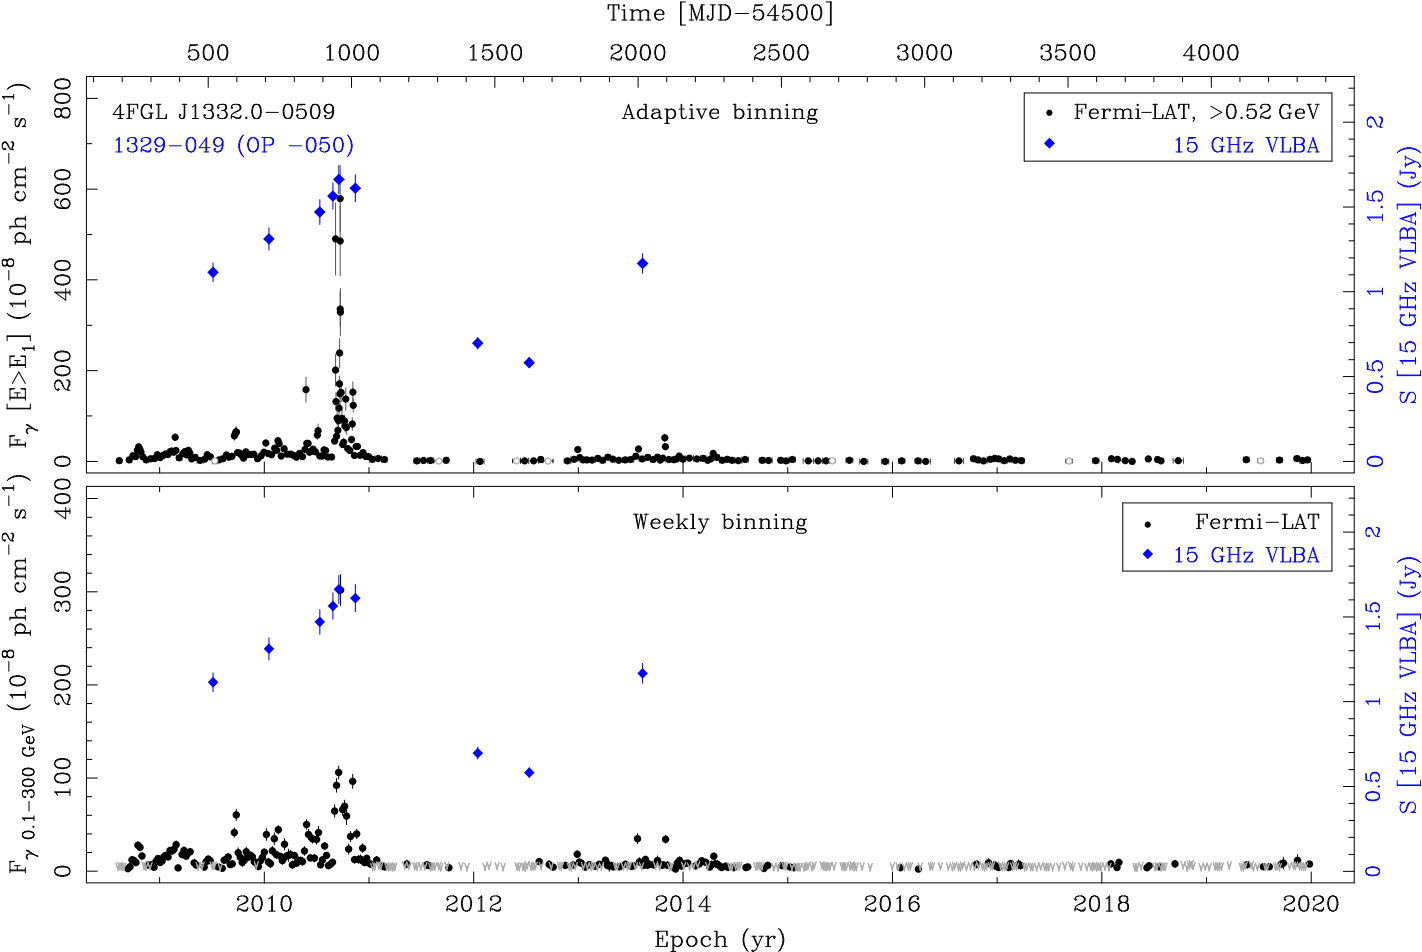 Time [MJD−54500]
500 1000 1500 2000 2500 3000 3500 4000
4FGL J1332.0−0509
1329−049 (OP −050)
Adaptive binning
Fermi−LAT, >0.52 GeV
15 GHz VLBA
F_γ [E>E_1] (10^−8 ph cm^−2 s^−1)
800
600
400
200
0
S [15 GHz VLBA] (Jy)
2
1.5
1
0.5
0
Weekly binning
Fermi−LAT
15 GHz VLBA
F_γ 0.1−300 GeV (10^−8 ph cm^−2 s^−1)
400
300
200
100
0
S [15 GHz VLBA] (Jy)
2
1.5
1
0.5
0
2010 2012 2014 2016 2018 2020
Epoch (yr)